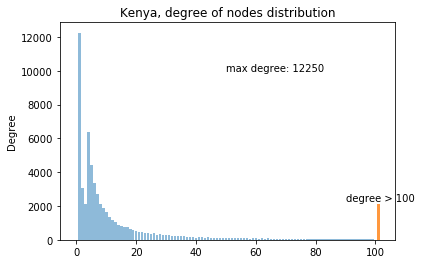 Kenya, degree of nodes distribution
12000
10000
8000
6000
4000
2000
0
Degree
max degree: 12250
degree > 100
0 20 40 60 80 100